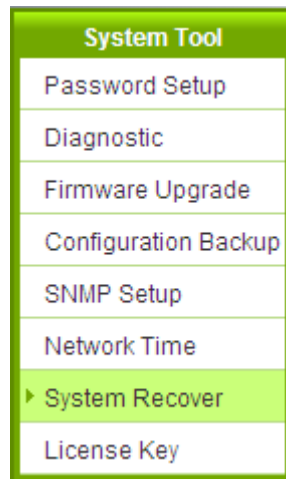 System Tool
Password Setup
Diagnostic
Firmware Upgrade
Configuration Backup
SNMP Setup
Network Time
System Recover
License Key